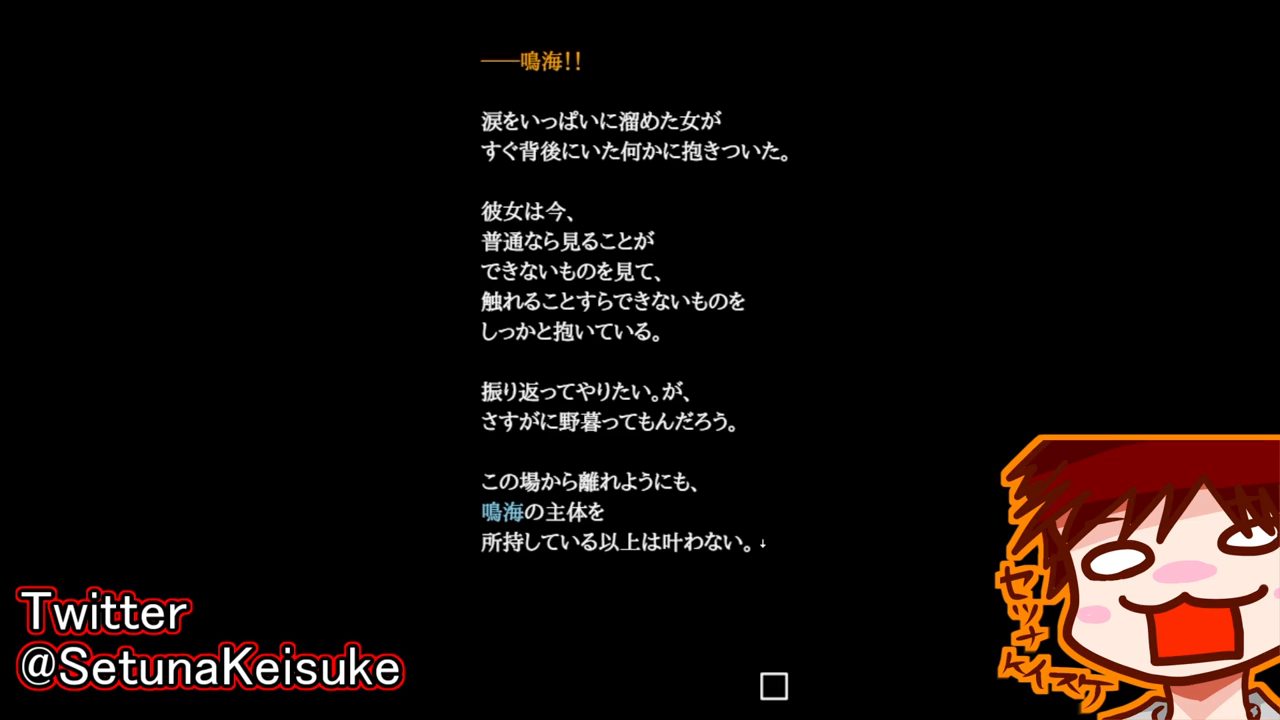 ――鳴海!!
涙をいっぱいに溜めた女が
すぐ背後にいた何かに抱きついた。
彼女は今、
普通なら見ることが
できないものを見て、
触れることすらできないものを
しっかと抱いている。
振り返ってやりたい。が、
さすがに野暮ってもんだろう。
この場から離れようにも、
鳴海の主体を
所持している以上は叶わない。↓
Twitter
@SetunaKeisuke
セツナ
ケイスケ